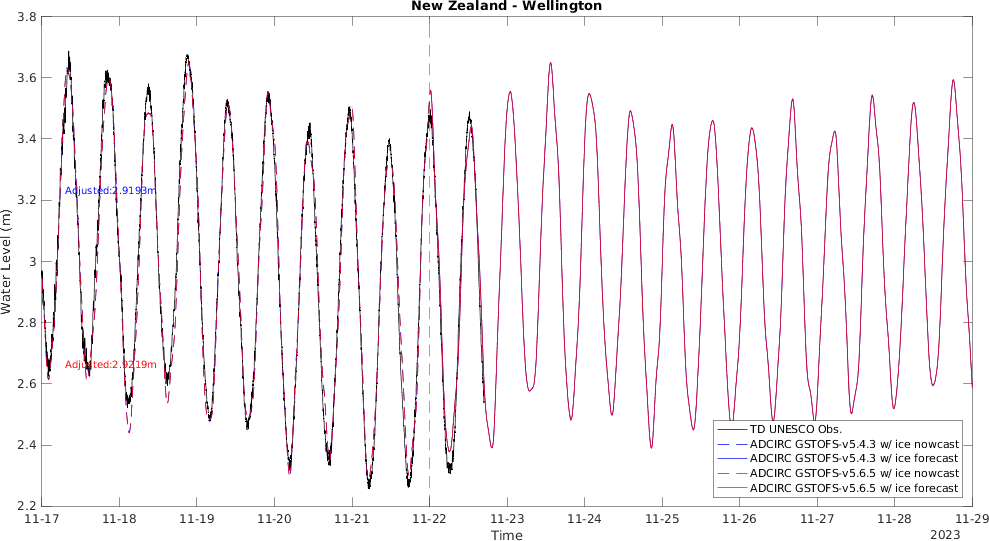 New Zealand - Wellington
3.8
3.6
3.4
3.2
3
2.8
2.6
2.4
2.2
Water Level (m)
Adjusted:2.9193m
Adjusted:2.9219m
TD UNESCO Obs.
ADCIRC GSTOFS-v5.4.3 w/ ice nowcast
ADCIRC GSTOFS-v5.4.3 w/ ice forecast
ADCIRC GSTOFS-v5.6.5 w/ ice nowcast
ADCIRC GSTOFS-v5.6.5 w/ ice forecast
11-17 11-18 11-19 11-20 11-21 11-22 11-23 11-24 11-25 11-26 11-27 11-28 11-29
Time
2023